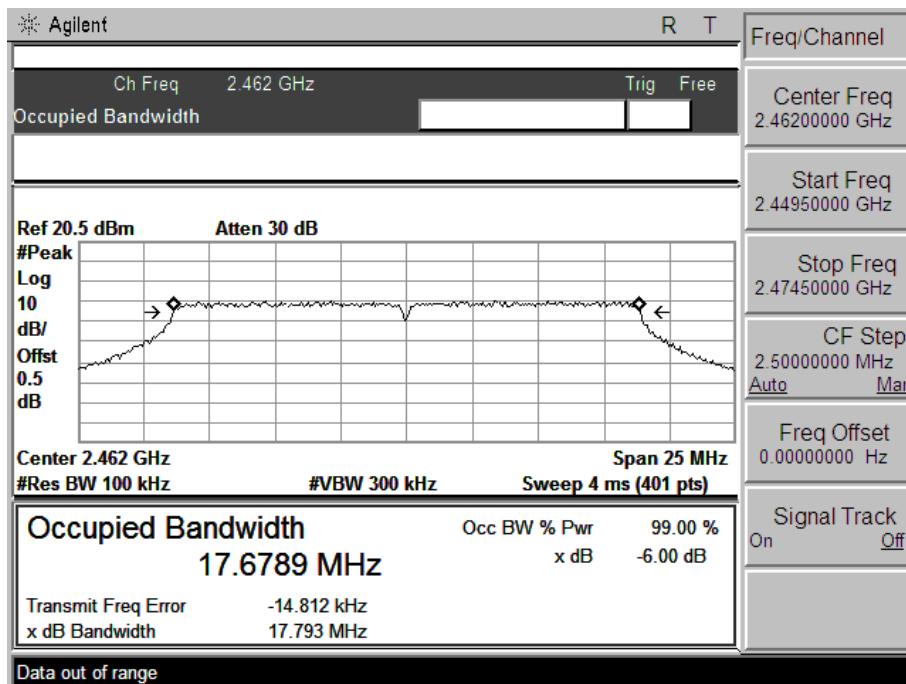 Agilent R T
Ch Freq 2.462 GHz Trig Free
Occupied Bandwidth
Ref 20.5 dBm Atten 30 dB
#Peak
Log
10
dB/
Offst
0.5
dB
Center 2.462 GHz Span 25 MHz
#Res BW 100 kHz #VBW 300 kHz Sweep 4 ms (401 pts)
Occupied Bandwidth Occ BW % Pwr 99.00 %
17.6789 MHz x dB -6.00 dB
Transmit Freq Error -14.812 kHz
x dB Bandwidth 17.793 MHz
Data out of range
Freq/Channel
Center Freq
2.46200000 GHz
Start Freq
2.44950000 GHz
Stop Freq
2.47450000 GHz
CF Step
2.50000000 MHz
Auto Man
Freq Offset
0.00000000 Hz
Signal Track
On Off